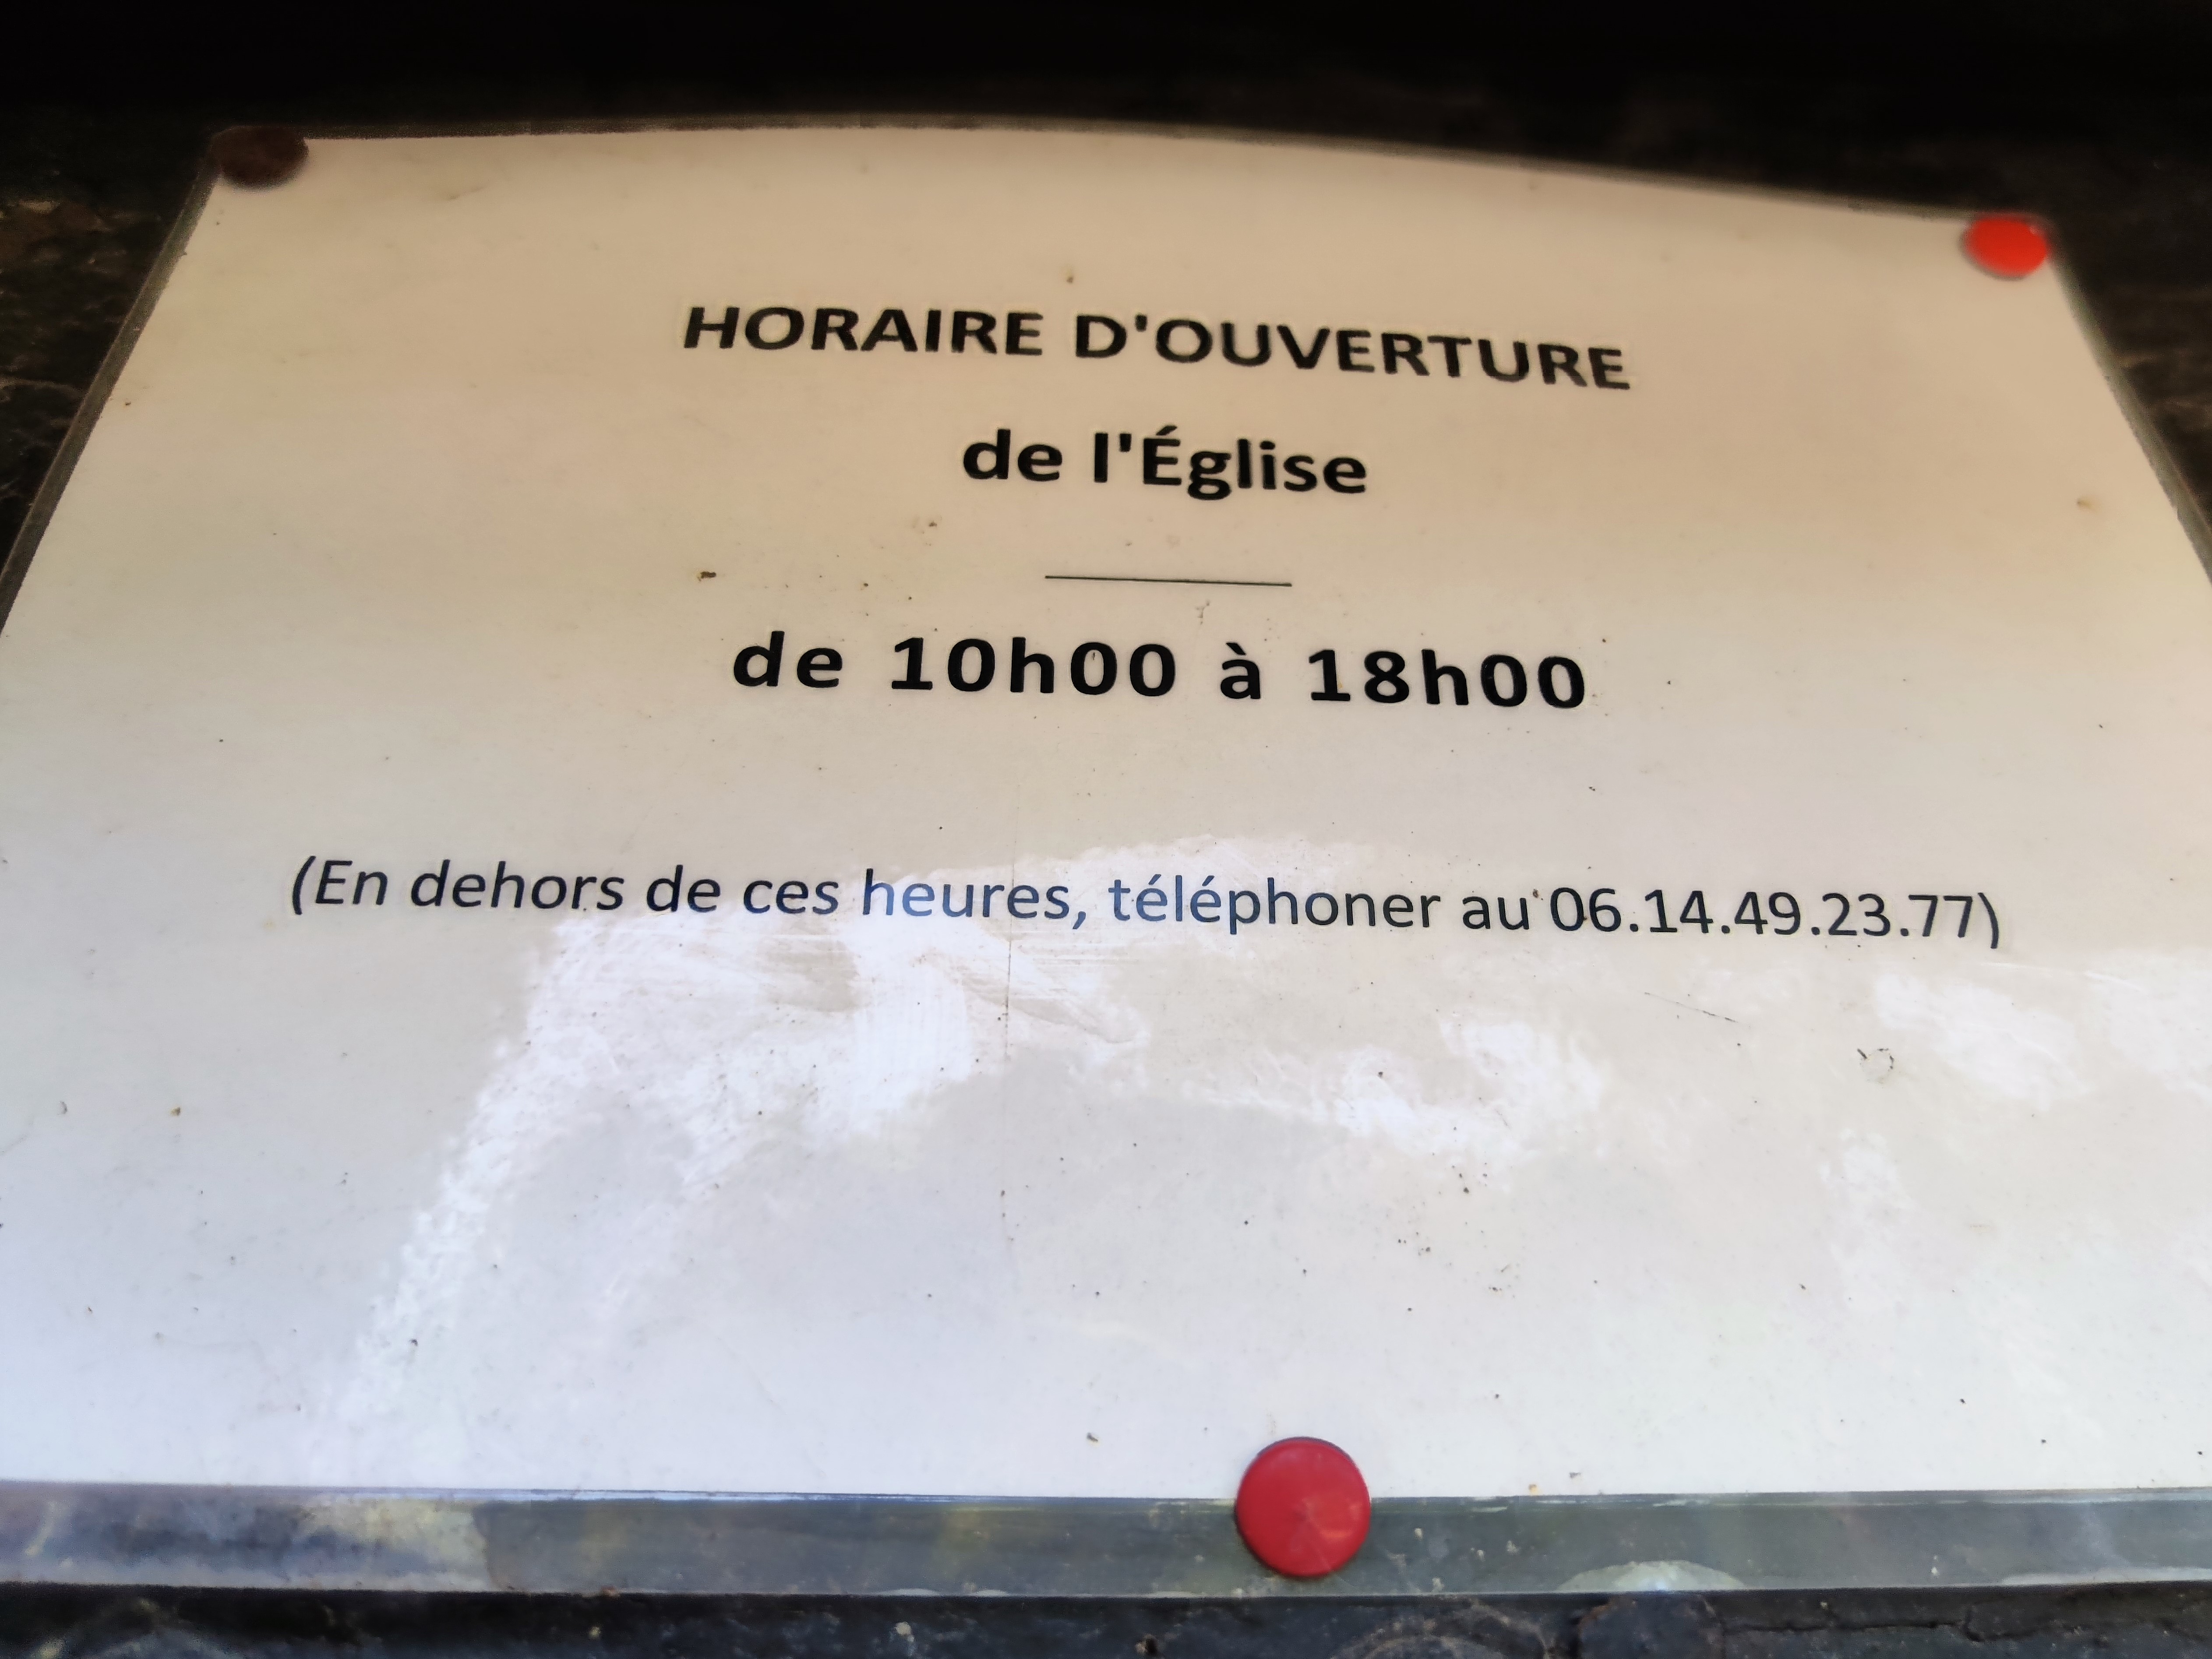 HORAIRE D'OUVERTURE
de l'Église
de 10h00 à 18h00
(En dehors de ces heures, téléphoner au 06.14.49.23.77)